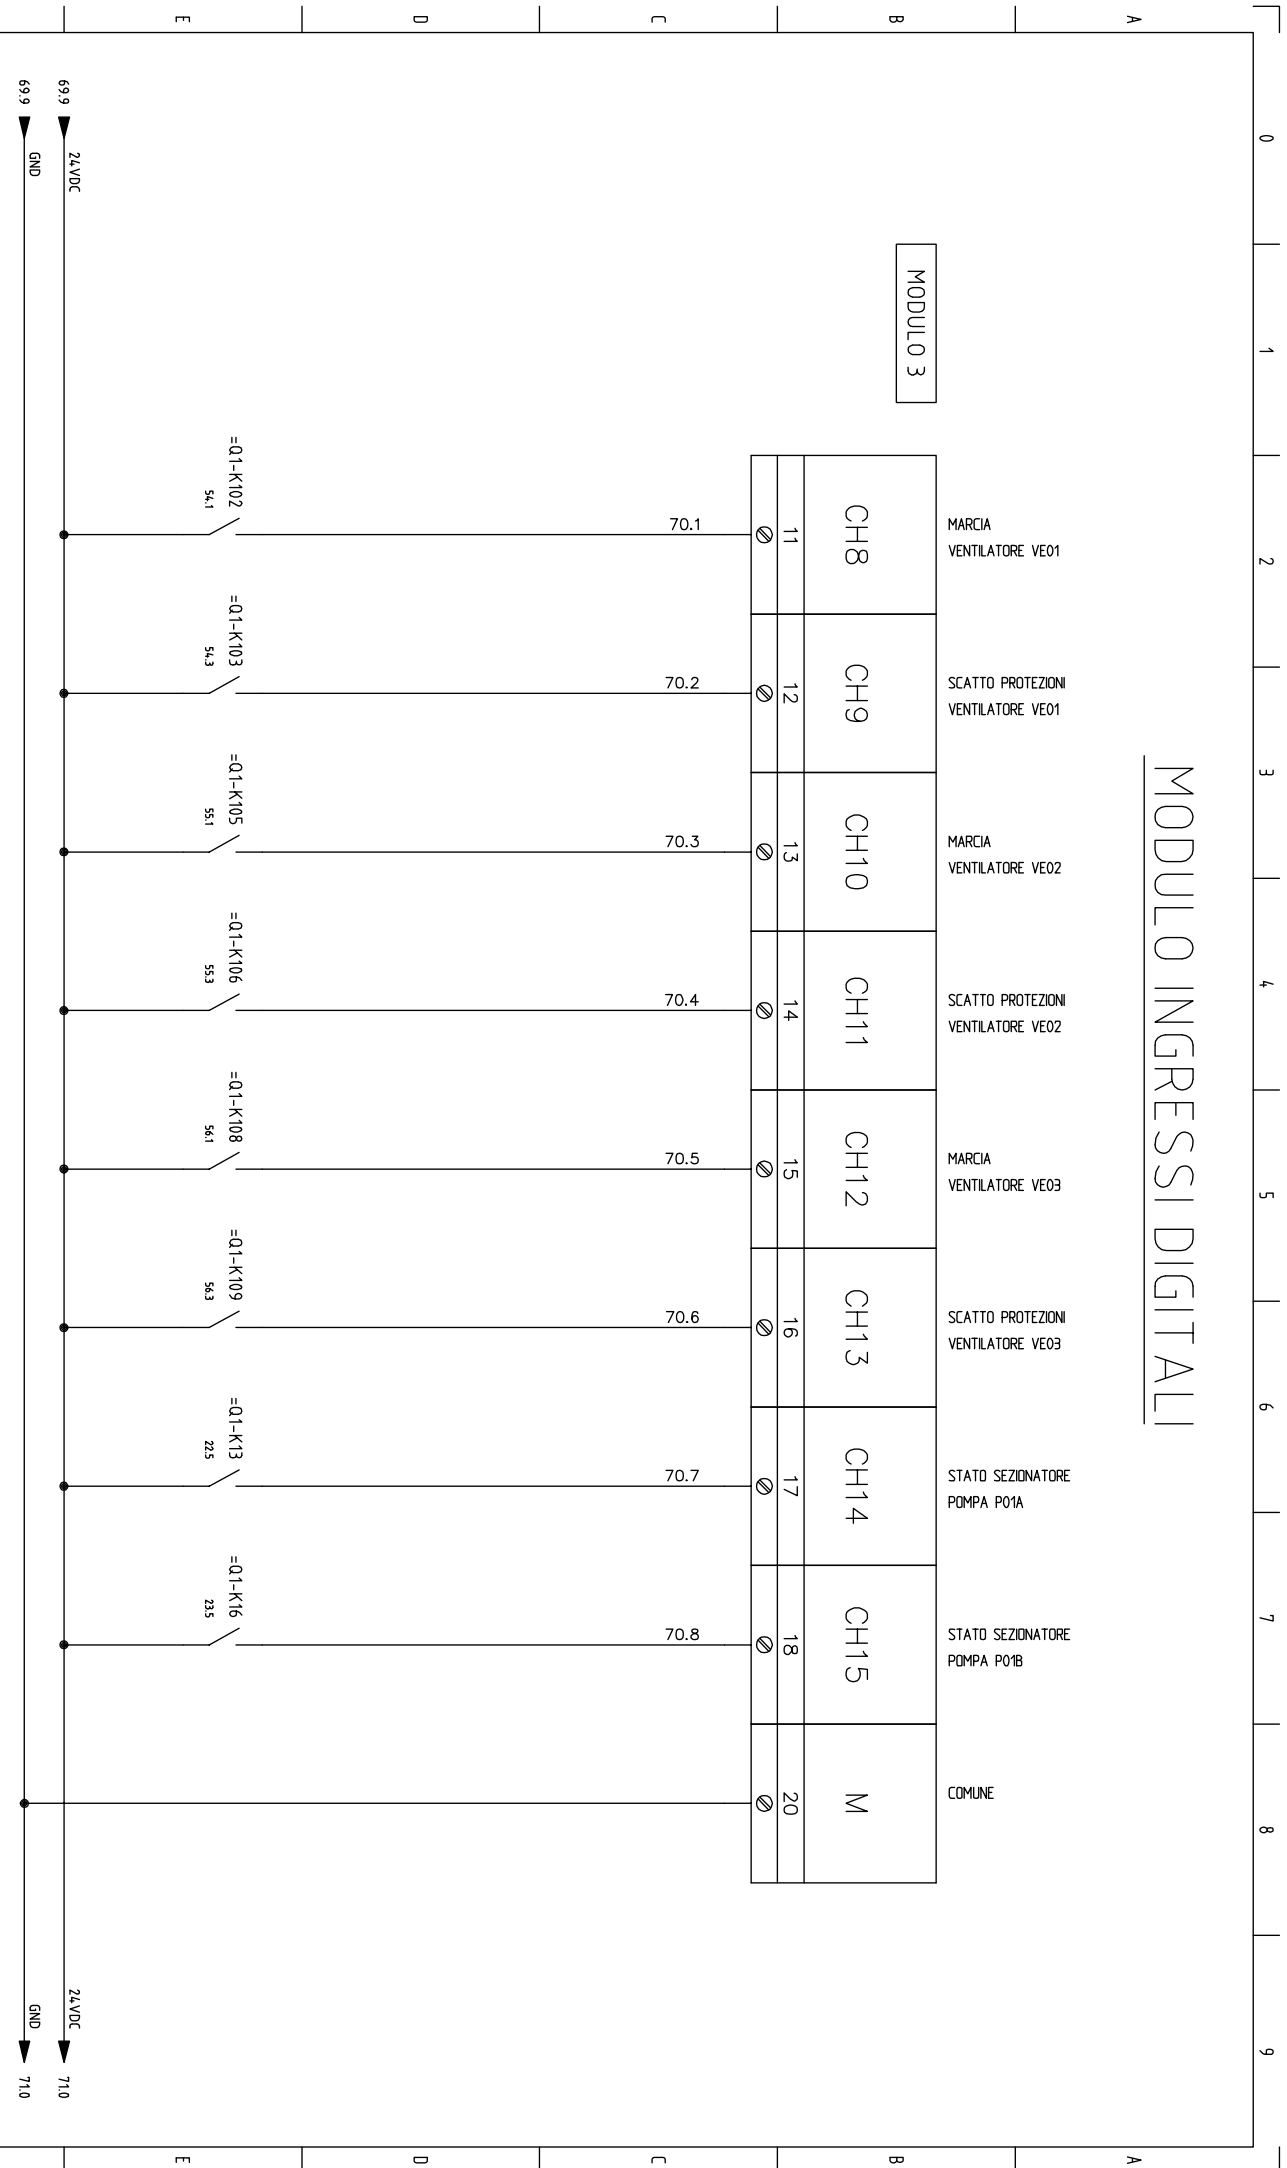 0 1 2 3 4 5 6 7 8 9
A
B
C
D
E
A
B
C
D
E
MODULO INGRESSI DIGITALI
MODULO 3
MARCIA
VENTILATORE VE01
SCATTO PROTEZIONI
VENTILATORE VE01
MARCIA
VENTILATORE VE02
SCATTO PROTEZIONI
VENTILATORE VE02
MARCIA
VENTILATORE VE03
SCATTO PROTEZIONI
VENTILATORE VE03
STATO SEZIONATORE
POMPA P01A
STATO SEZIONATORE
POMPA P01B
COMUNE
CH8 CH9 CH10 CH11 CH12 CH13 CH14 CH15 M
11 12 13 14 15 16 17 18 20
70.1 70.2 70.3 70.4 70.5 70.6 70.7 70.8
=Q1-K102
54.1
=Q1-K103
54.3
=Q1-K105
55.1
=Q1-K106
55.3
=Q1-K108
56.1
=Q1-K109
56.3
=Q1-K13
22.5
=Q1-K16
23.5
69.9 24VDC 24VDC 71.0
69.9 GND GND 71.0